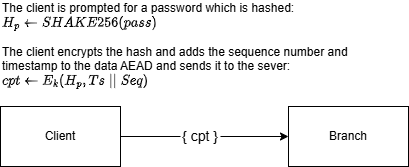 The client is prompted for a password which is hashed:
H_p ← SHAKE256(pass)
The client encrypts the hash and adds the sequence number and
timestamp to the data AEAD and sends it to the sever:
cpt ← E_k(H_p, Ts || Seq)
Client
{ cpt }
Branch